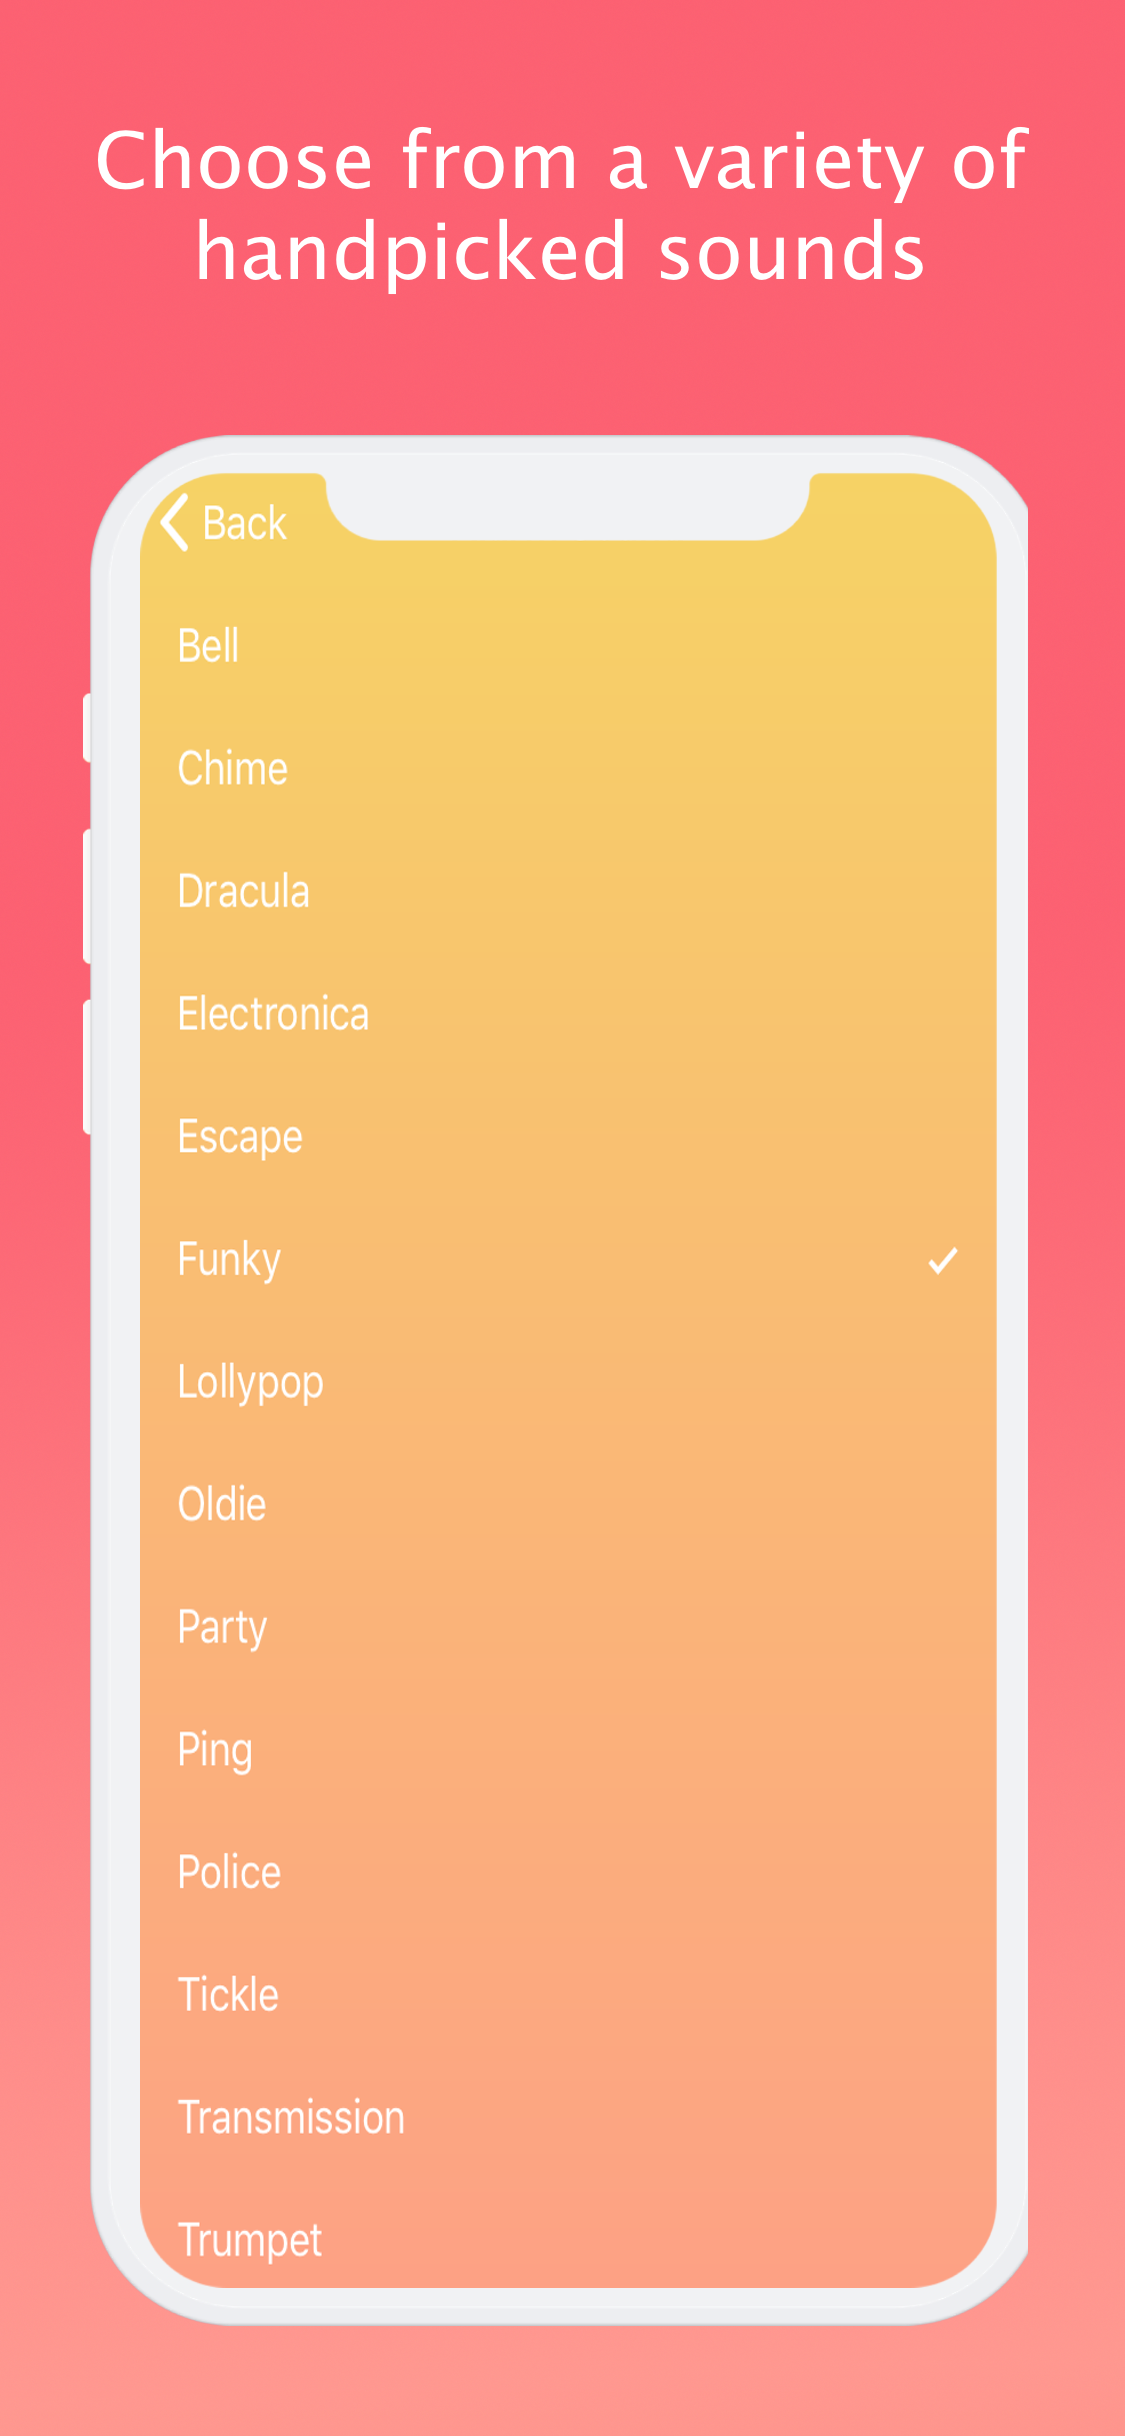 Choose from a variety of
handpicked sounds
Back
Bell
Chime
Dracula
Electronica
Escape
Funky
Lollypop
Oldie
Party
Ping
Police
Tickle
Transmission
Trumpet